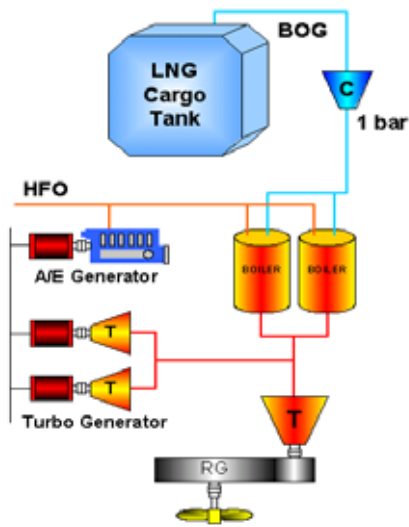 BOG
LNG
Cargo
Tank
C
1 bar
HFO
BOILER
BOILER
A/E Generator
T
T
Turbo Generator
T
RG